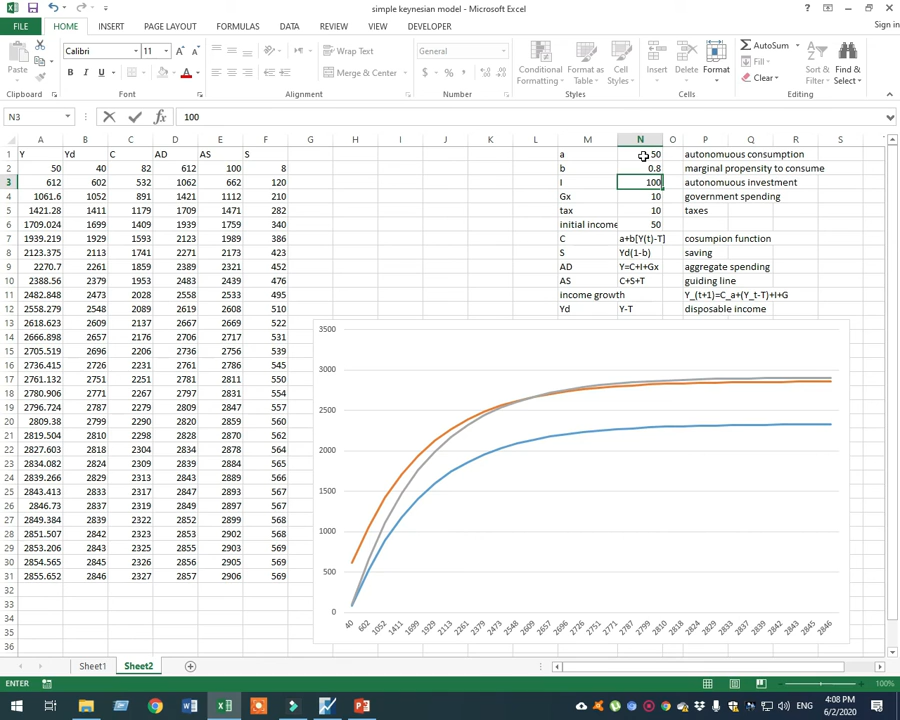 simple keynesian model - Microsoft Excel
Sign in
FILE HOME INSERT PAGE LAYOUT FORMULAS DATA REVIEW VIEW DEVELOPER
Paste
Clipboard
Calibri 11
B I U
Font
Wrap Text
Merge & Center
Alignment
General
$ % ,
Number
Conditional Formatting
Format as Table
Cell Styles
Styles
Insert Delete Format
Cells
AutoSum
Fill
Clear
Sort & Filter
Find & Select
Editing
N3 fx 100
A B C D E F G H I J K L M N O P Q R S
1 Y Yd C AD AS S a 50 autonomuous consumption
2 50 40 82 612 100 8 b 0.8 marginal propensity to consume
3 612 602 532 1062 662 120 I 100 autonomous investment
4 1061.6 1052 891 1421 1112 210 Gx 10 government spending
5 1421.28 1411 1179 1709 1471 282 tax 10 taxes
6 1709.024 1699 1409 1939 1759 340 initial income 50
7 1939.219 1929 1593 2123 1989 386 C a+b[Y(t)-T] cosumpion function
8 2123.375 2113 1741 2271 2173 423 S Yd(1-b) saving
9 2270.7 2261 1859 2389 2321 452 AD Y=C+I+Gx aggregate spending
10 2388.56 2379 1953 2483 2439 476 AS C+S+T guiding line
11 2482.848 2473 2028 2558 2533 495 income growth Y_(t+1)=C_a+(Y_t-T)+I+G
12 2558.279 2548 2089 2619 2608 510 Yd Y-T disposable income
13 2618.623 2609 2137 2667 2669 522
14 2666.898 2657 2176 2706 2717 531
15 2705.519 2696 2206 2736 2756 539
16 2736.415 2726 2231 2761 2786 545
17 2761.132 2751 2251 2781 2811 550
18 2780.906 2771 2267 2797 2831 554
19 2796.724 2787 2279 2809 2847 557
20 2809.38 2799 2290 2820 2859 560
21 2819.504 2810 2298 2828 2870 562
22 2827.603 2818 2304 2834 2878 564
23 2834.082 2824 2309 2839 2884 565
24 2839.266 2829 2313 2843 2889 566
25 2843.413 2833 2317 2847 2893 567
26 2846.73 2837 2319 2849 2897 567
27 2849.384 2839 2322 2852 2899 568
28 2851.507 2842 2323 2853 2902 568
29 2853.206 2843 2325 2855 2903 569
30 2854.565 2845 2326 2856 2905 569
31 2855.652 2846 2327 2857 2906 569
32
33
34
35
36
3500
3000
2500
2000
1500
1000
500
0
40 602 1052 1411 1699 1929 2113 2261 2379 2473 2548 2609 2657 2696 2726 2751 2771 2787 2799 2810 2818 2824 2829 2833 2837 2839 2842 2843 2845 2846
Sheet1 Sheet2
ENTER 100%
ENG 4:08 PM
6/2/2020